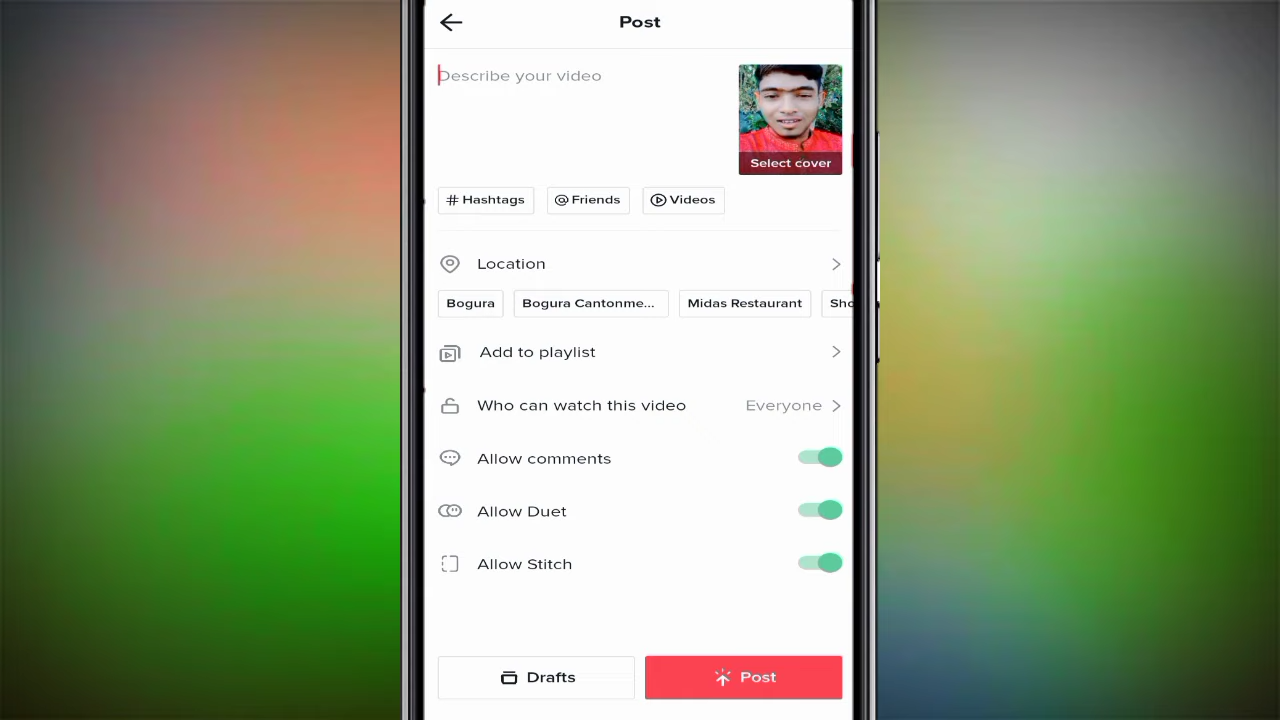 Post
Describe your video
Select cover
# Hashtags @ Friends Videos
Location
Bogura Bogura Cantonme... Midas Restaurant Sho
Add to playlist
Who can watch this video Everyone
Allow comments
Allow Duet
Allow Stitch
Drafts Post